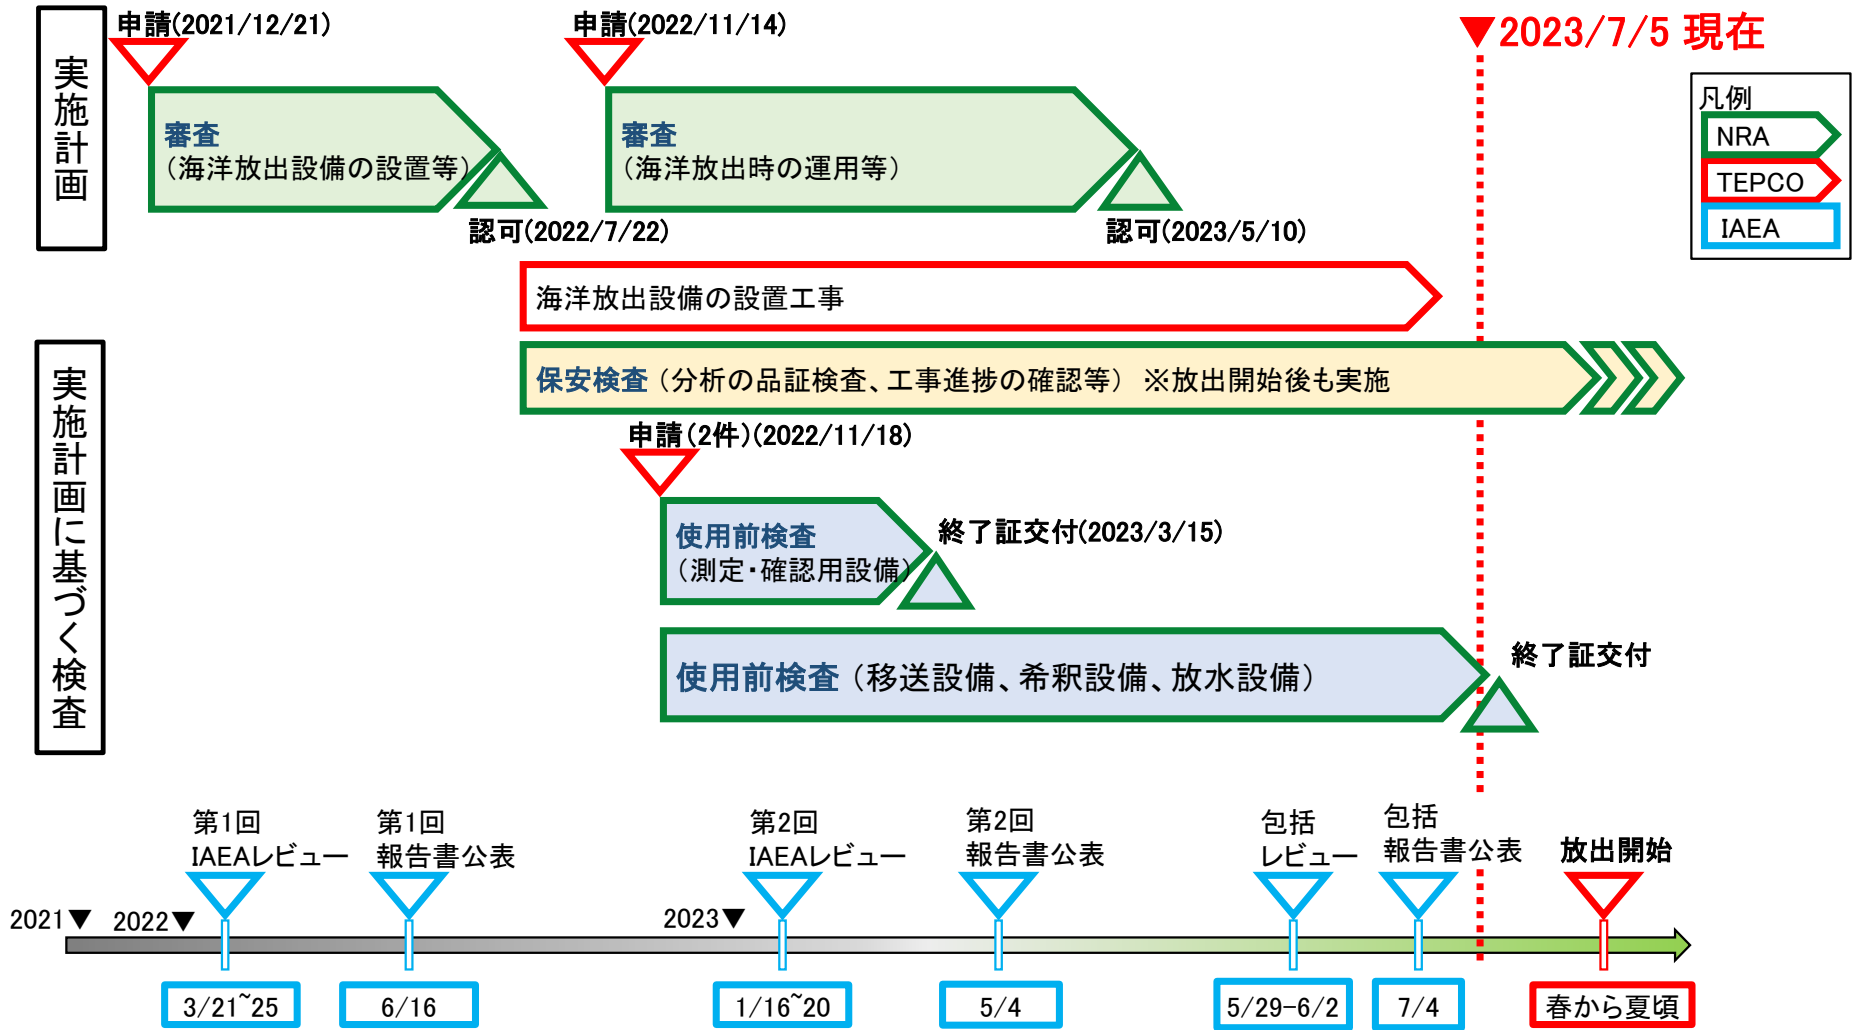 実施計画
申請(2021/12/21)
申請(2022/11/14)
2023/7/5 現在
審査
（海洋放出設備の設置等）
審査
（海洋放出時の運用等）
認可(2022/7/22)
認可(2023/5/10)
凡例
NRA
TEPCO
IAEA
海洋放出設備の設置工事
実施計画に基づく検査
保安検査（分析の品証検査、工事進捗の確認等） ※放出開始後も実施
申請(2件)(2022/11/18)
使用前検査
（測定・確認用設備）
終了証交付(2023/3/15)
使用前検査（移送設備、希釈設備、放水設備）
終了証交付
第1回
IAEAレビュー
第1回
報告書公表
第2回
IAEAレビュー
第2回
報告書公表
包括
レビュー
包括
報告書公表
放出開始
2021▼
2022▼
2023▼
3/21~25
6/16
1/16~20
5/4
5/29-6/2
7/4
春から夏頃